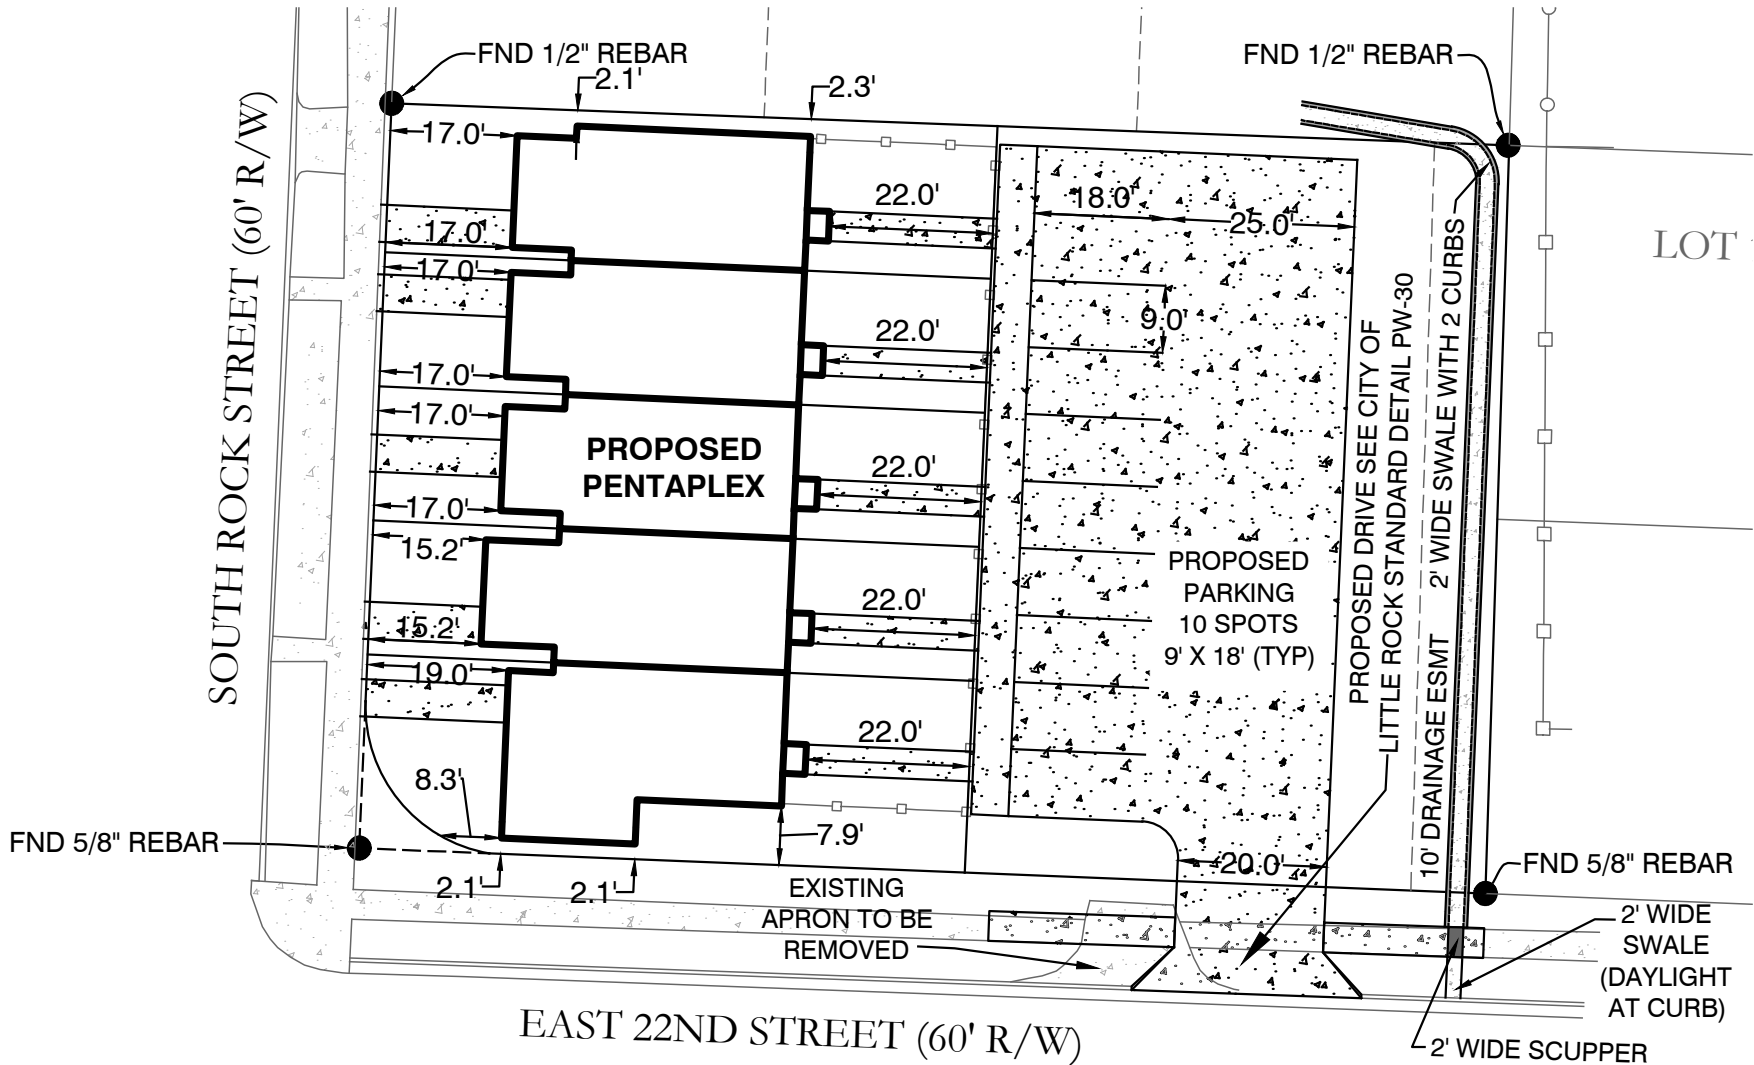 FND 1/2" REBAR
FND 1/2" REBAR
2.1'
2.3'
17.0'
22.0'
18.0'
25.0'
17.0'
17.0'
LOT
9.0'
22.0'
17.0'
17.0'
PROPOSED
PENTAPLEX
22.0'
17.0'
15.2'
PROPOSED
PARKING
10 SPOTS
9' X 18' (TYP)
22.0'
15.2'
19.0'
22.0'
8.3'
7.9'
20.0'
FND 5/8" REBAR
FND 5/8" REBAR
2.1'
2.1'
EXISTING
APRON TO BE
REMOVED
2' WIDE
SWALE
(DAYLIGHT
AT CURB)
2' WIDE SCUPPER
SOUTH ROCK STREET (60' R/W)
EAST 22ND STREET (60' R/W)
PROPOSED DRIVE SEE CITY OF
LITTLE ROCK STANDARD DETAIL PW-30
10' DRAINAGE ESMT
2' WIDE SWALE WITH 2 CURBS